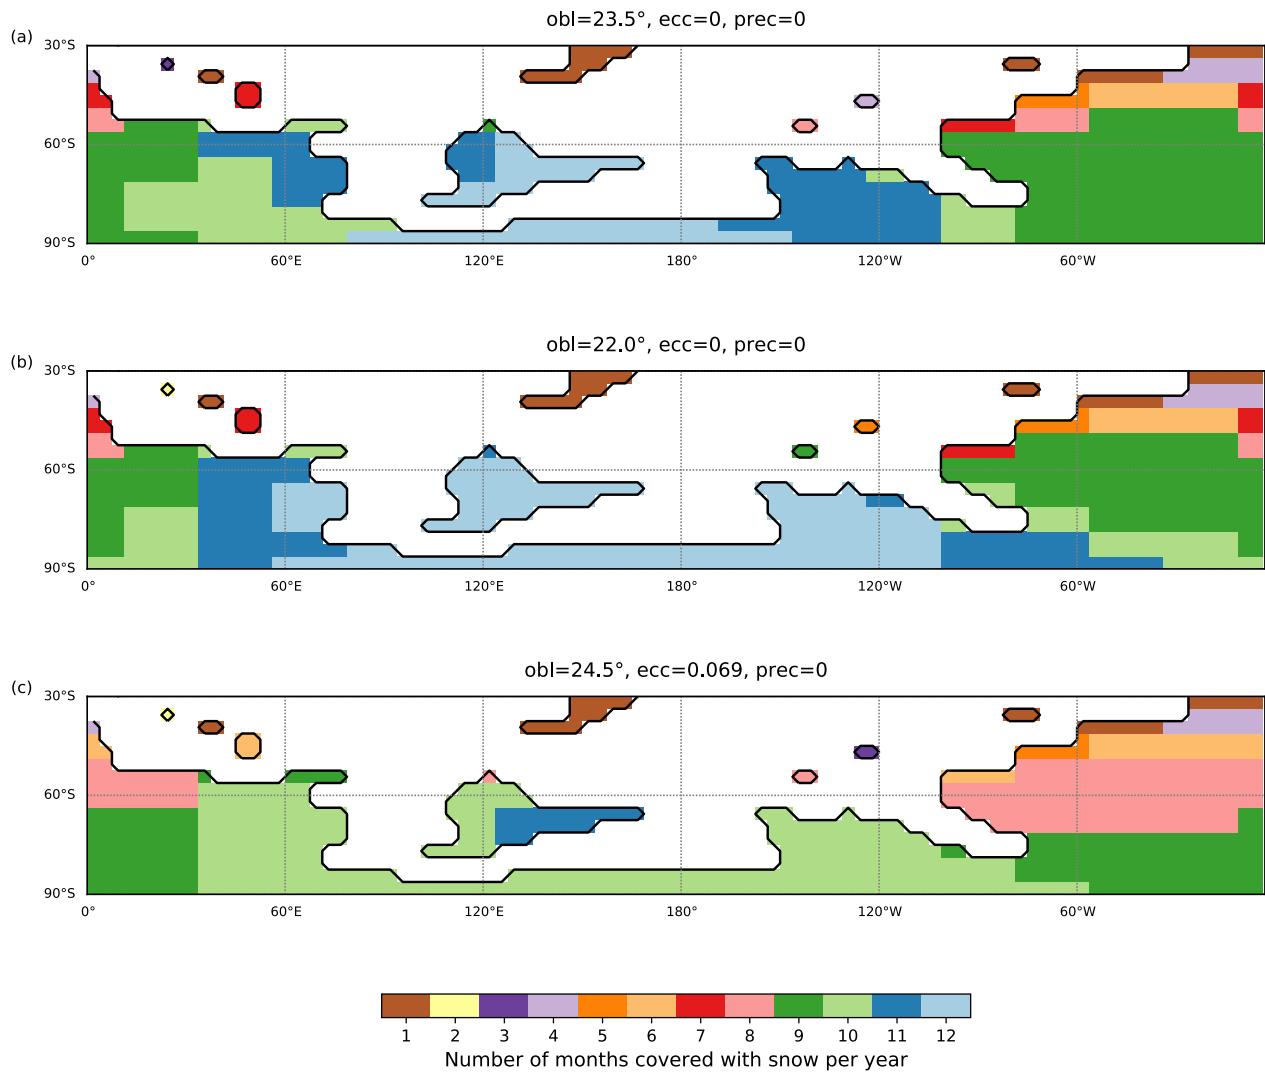 obl=23.5°, ecc=0, prec=0
(a)
30°S
60°S
90°S
0° 60°E 120°E 180° 120°W 60°W
obl=22.0°, ecc=0, prec=0
(b)
30°S
60°S
90°S
0° 60°E 120°E 180° 120°W 60°W
obl=24.5°, ecc=0.069, prec=0
(c)
30°S
60°S
90°S
0° 60°E 120°E 180° 120°W 60°W
1 2 3 4 5 6 7 8 9 10 11 12
Number of months covered with snow per year